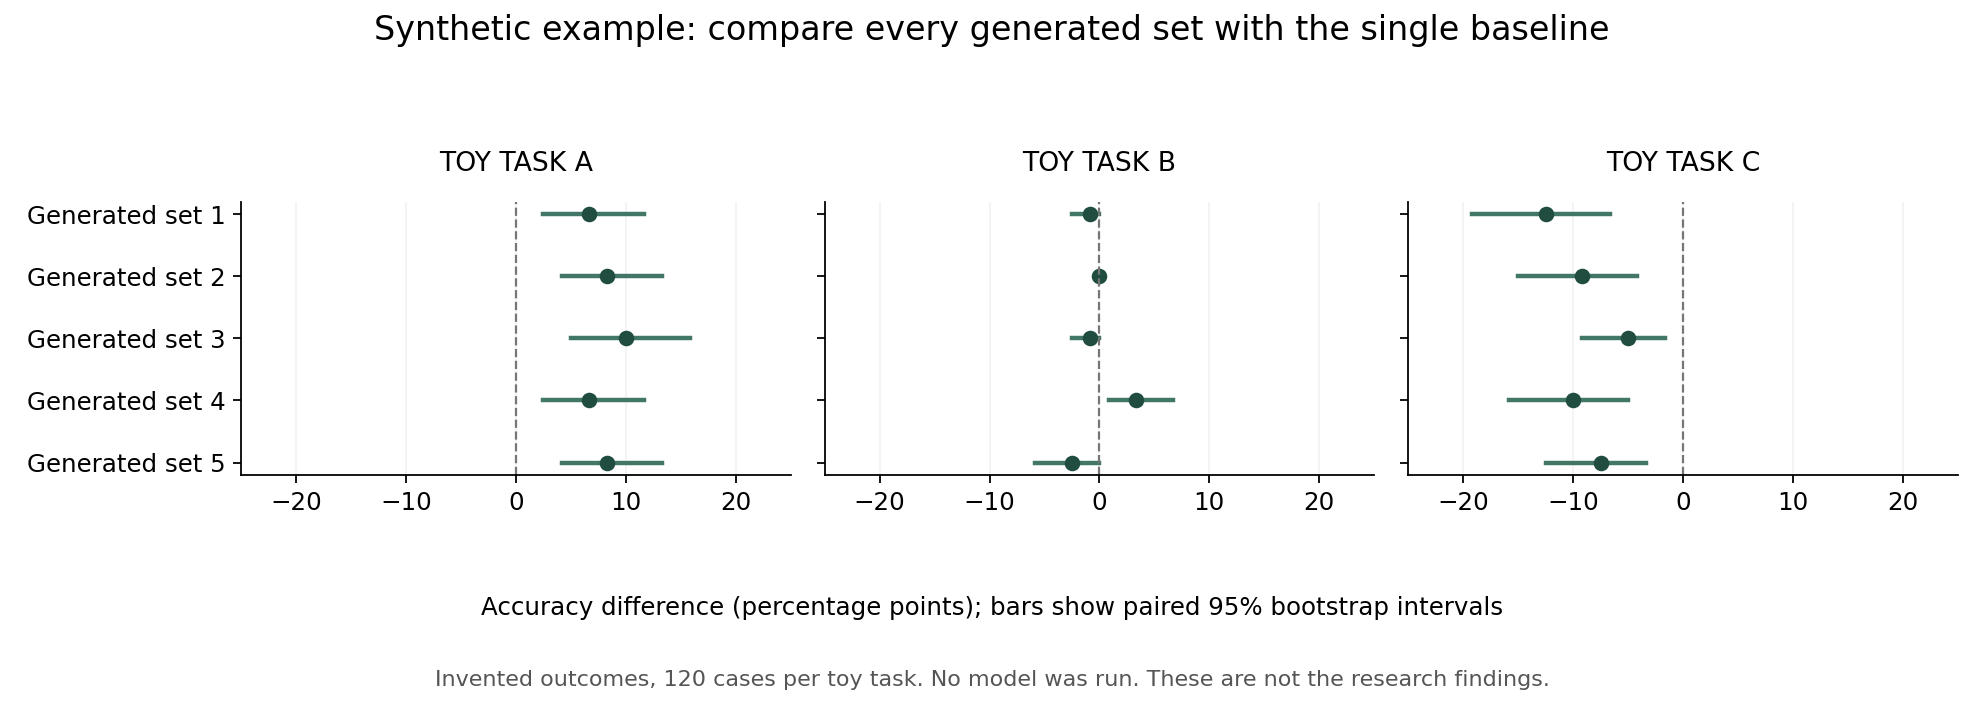 Synthetic example: compare every generated set with the single baseline
TOY TASK A
TOY TASK B
TOY TASK C
Generated set 1
Generated set 2
Generated set 3
Generated set 4
Generated set 5
−20 −10 0 10 20
−20 −10 0 10 20
−20 −10 0 10 20
Accuracy difference (percentage points); bars show paired 95% bootstrap intervals
Invented outcomes, 120 cases per toy task. No model was run. These are not the research findings.